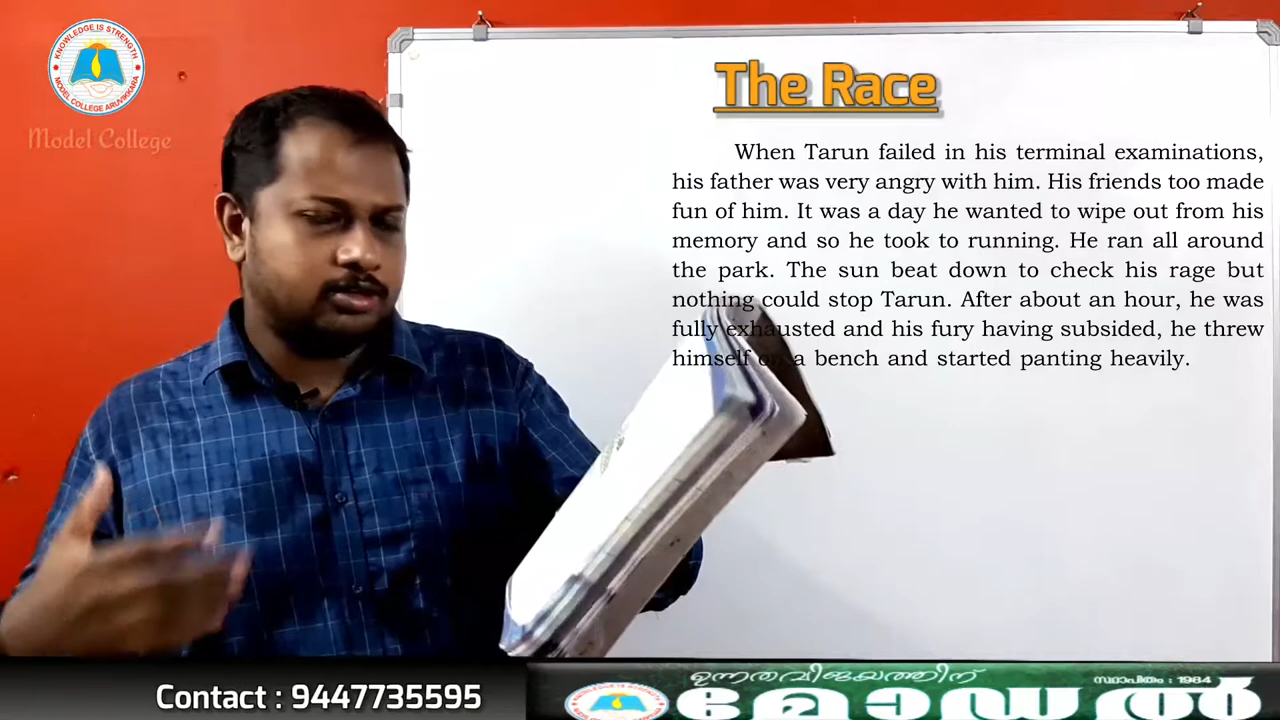 KNOWLEDGE IS STRENGTH
MODEL COLLEGE ARUVIKKARA
Model College
The Race
When Tarun failed in his terminal examinations,
his father was very angry with him. His friends too made
fun of him. It was a day he wanted to wipe out from his
memory and so he took to running. He ran all around
the park. The sun beat down to check his rage but
nothing could stop Tarun. After about an hour, he was
fully exhausted and his fury having subsided, he threw
himself on a bench and started panting heavily.
Contact : 9447735595
ഉന്നതവിജയത്തിന്
സ്ഥാപിതം : 1984
മോഡൽ